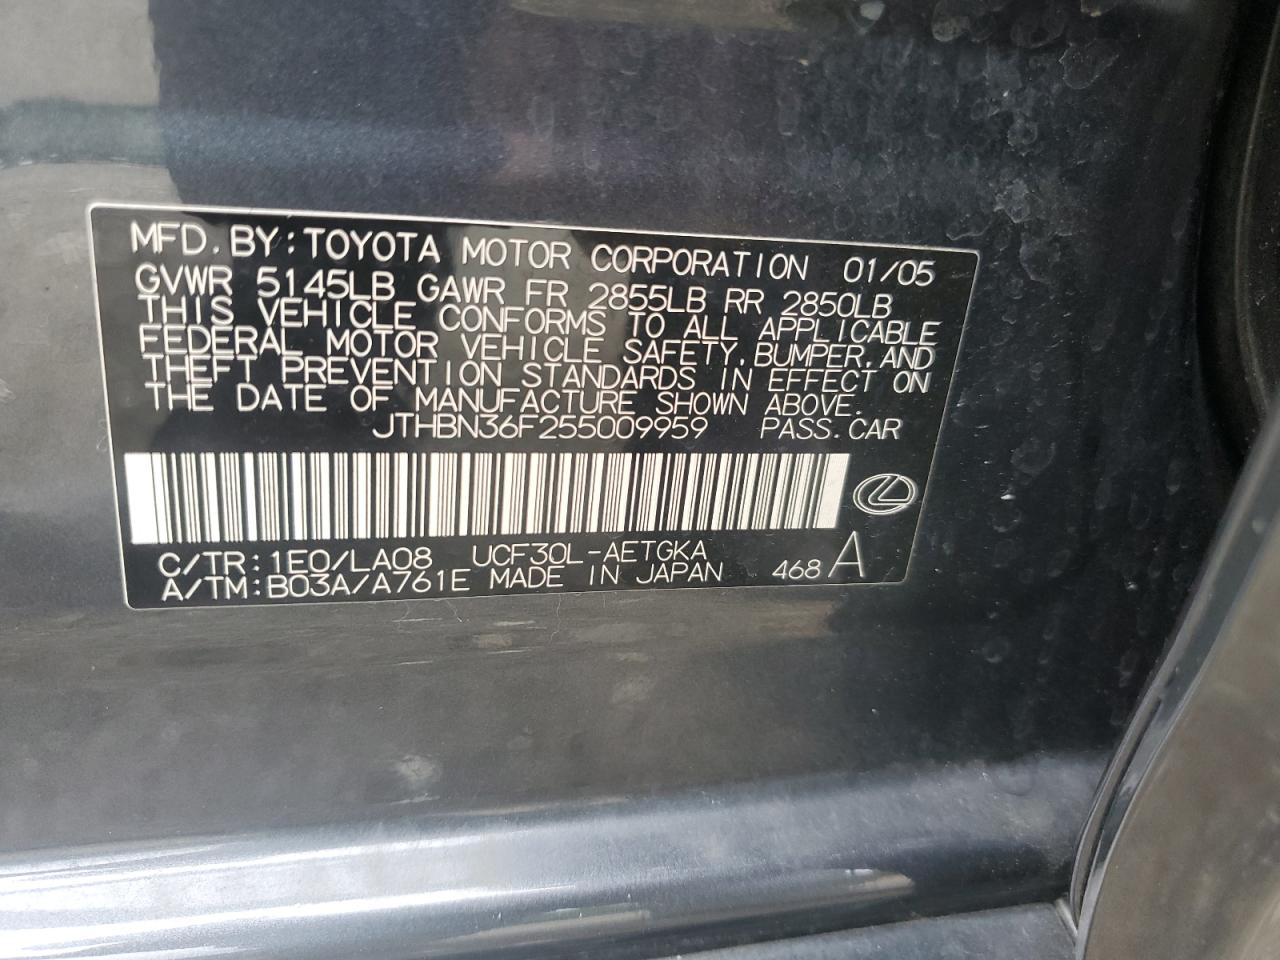 MFD. BY: TOYOTA MOTOR CORPORATION 01/05
GVWR 5145LB GAWR FR 2855LB RR 2850LB
THIS VEHICLE CONFORMS TO ALL APPLICABLE
FEDERAL MOTOR VEHICLE SAFETY, BUMPER, AND
THEFT PREVENTION STANDARDS IN EFFECT ON
THE DATE OF MANUFACTURE SHOWN ABOVE.
JTHBN36F255009959 PASS. CAR
C/TR: 1E0/LA08 UCF30L-AETGKA
A/TM: B03A/A761E MADE IN JAPAN 468 A